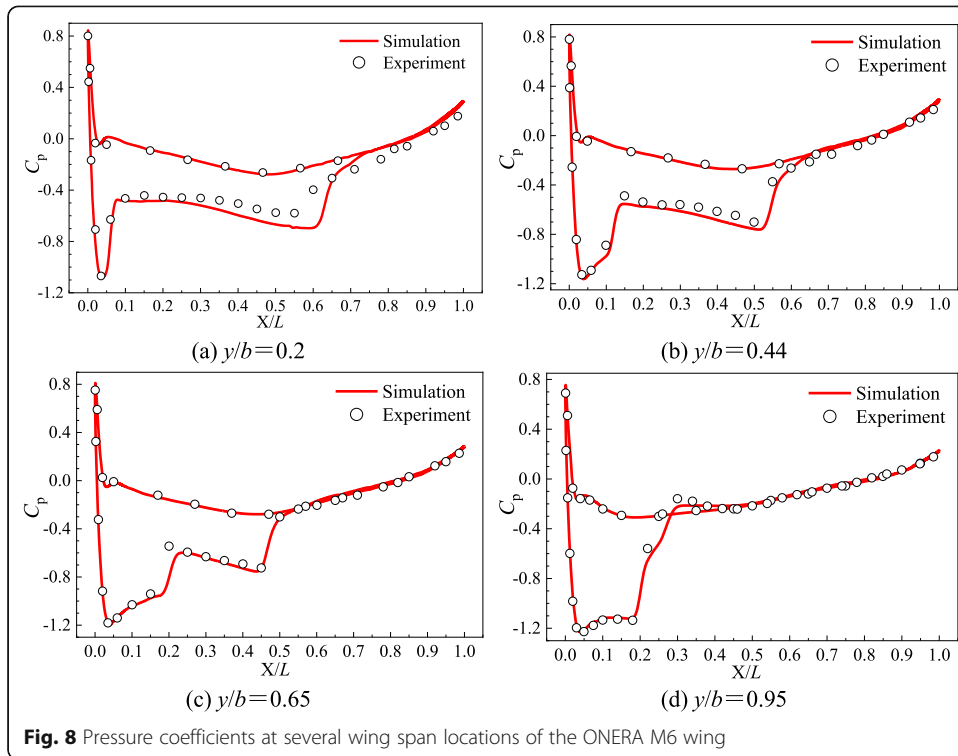 0.8
0.4
0.0
-0.4
-0.8
-1.2
Cp
Simulation
Experiment
0.0 0.1 0.2 0.3 0.4 0.5 0.6 0.7 0.8 0.9 1.0
X/L
(a) y/b=0.2
0.8
0.4
0.0
-0.4
-0.8
-1.2
Cp
Simulation
Experiment
0.0 0.1 0.2 0.3 0.4 0.5 0.6 0.7 0.8 0.9 1.0
X/L
(b) y/b=0.44
0.8
0.4
0.0
-0.4
-0.8
-1.2
Cp
Simulation
Experiment
0.0 0.1 0.2 0.3 0.4 0.5 0.6 0.7 0.8 0.9 1.0
X/L
(c) y/b=0.65
0.8
0.4
0.0
-0.4
-0.8
-1.2
Cp
Simulation
Experiment
0.0 0.1 0.2 0.3 0.4 0.5 0.6 0.7 0.8 0.9 1.0
X/L
(d) y/b=0.95
Fig. 8 Pressure coefficients at several wing span locations of the ONERA M6 wing